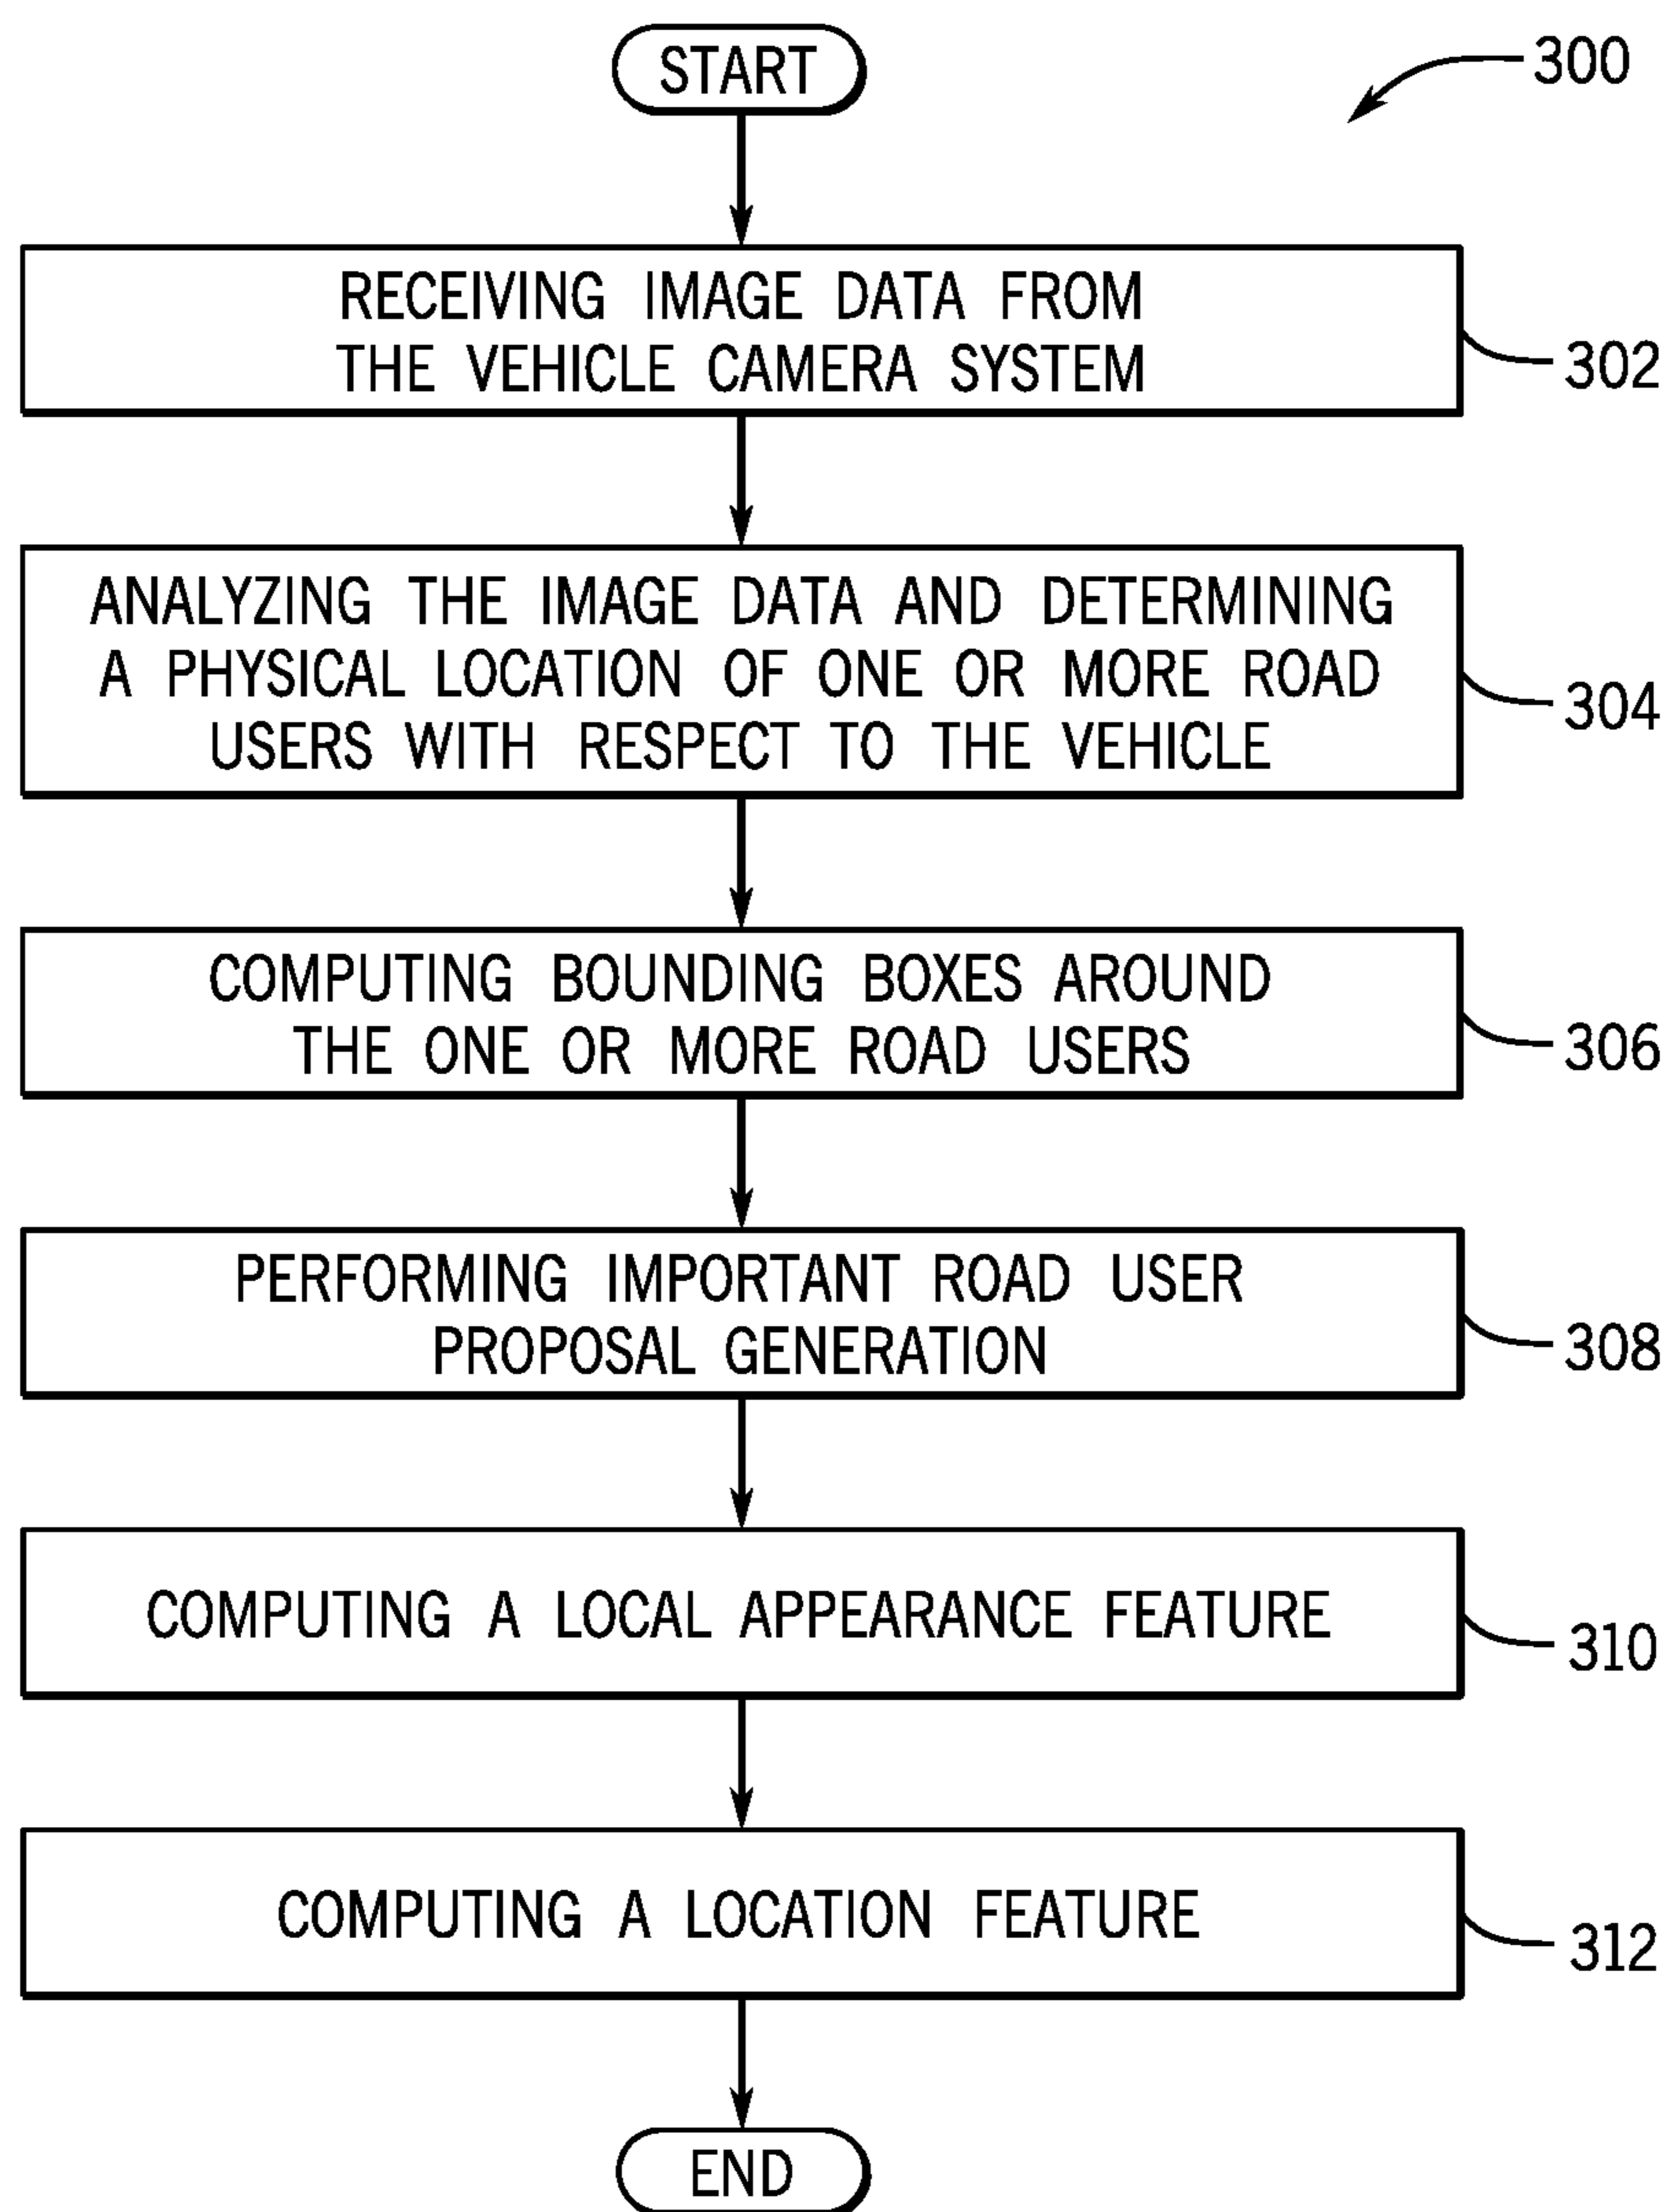 START
300
RECEIVING IMAGE DATA FROM
THE VEHICLE CAMERA SYSTEM
302
ANALYZING THE IMAGE DATA AND DETERMINING
A PHYSICAL LOCATION OF ONE OR MORE ROAD
USERS WITH RESPECT TO THE VEHICLE
304
COMPUTING BOUNDING BOXES AROUND
THE ONE OR MORE ROAD USERS
306
PERFORMING IMPORTANT ROAD USER
PROPOSAL GENERATION
308
COMPUTING A LOCAL APPEARANCE FEATURE
310
COMPUTING A LOCATION FEATURE
312
END